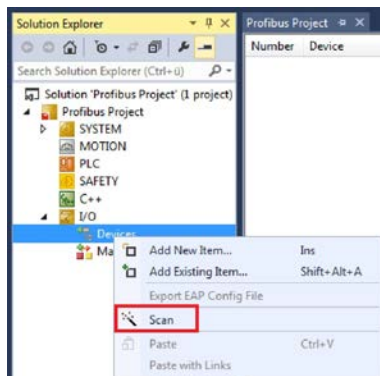 Solution Explorer
Profibus Project
Number Device
Search Solution Explorer (Ctrl+ü)
Solution 'Profibus Project' (1 project)
Profibus Project
SYSTEM
MOTION
PLC
SAFETY
C++
I/O
Devices
Ma
Add New Item... Ins
Add Existing Item... Shift+Alt+A
Export EAP Config File
Scan
Paste Ctrl+V
Paste with Links